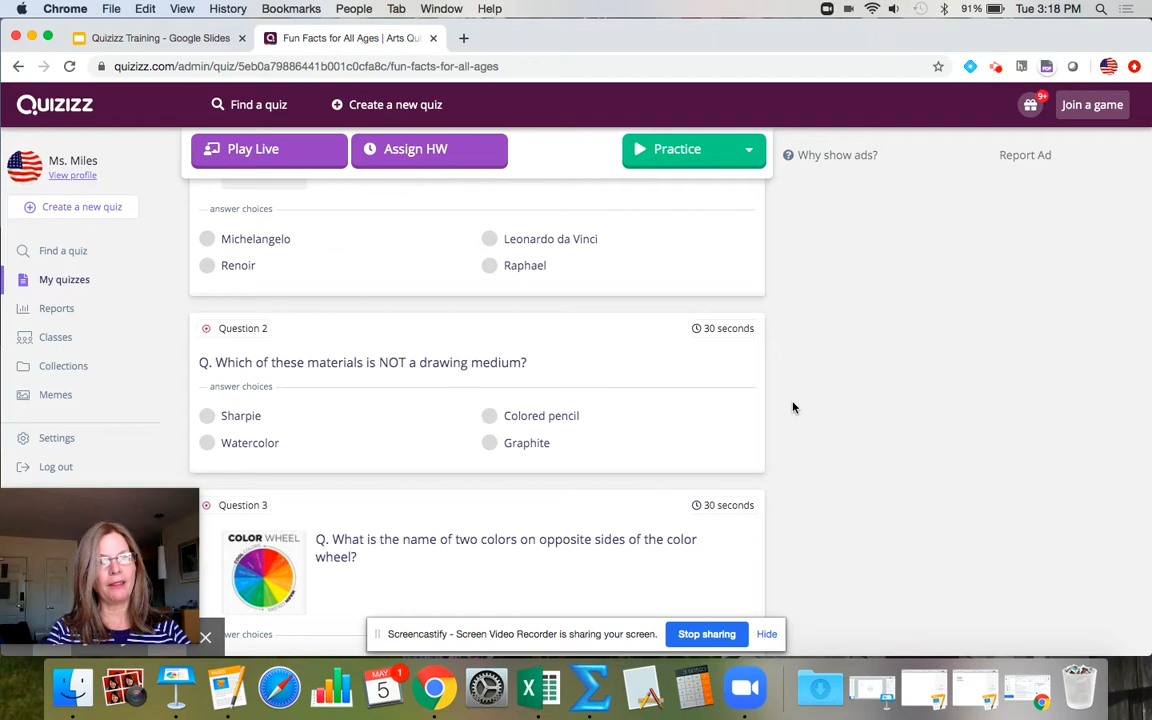 Chrome File Edit View History Bookmarks People Tab Window Help 91% Tue 3:18 PM
Quizizz Training - Google Slides Fun Facts for All Ages | Arts Qu
quizizz.com/admin/quiz/5eb0a79886441b001c0cfa8c/fun-facts-for-all-ages
QUIZIZZ Find a quiz Create a new quiz 9+ Join a game
Ms. Miles
View profile
Create a new quiz
Find a quiz
My quizzes
Reports
Classes
Collections
Memes
Settings
Log out
Play Live Assign HW Practice
Why show ads? Report Ad
answer choices
Michelangelo Leonardo da Vinci
Renoir Raphael
Question 2 30 seconds
Q. Which of these materials is NOT a drawing medium?
answer choices
Sharpie Colored pencil
Watercolor Graphite
Question 3 30 seconds
COLOR WHEEL
Q. What is the name of two colors on opposite sides of the color
wheel?
wer choices
Screencastify - Screen Video Recorder is sharing your screen. Stop sharing Hide
MAY 1
5